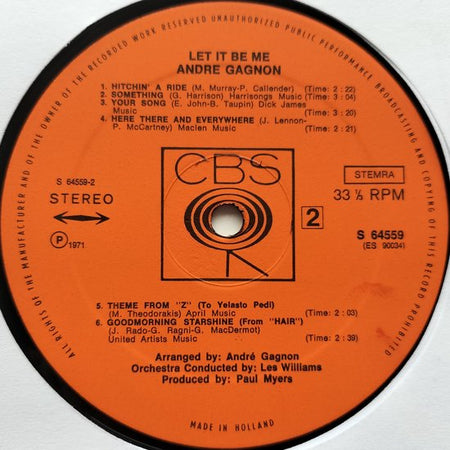 ALL RIGHTS OF THE MANUFACTURER AND OF THE OWNER OF THE RECORDED WORK RESERVED UNAUTHORIZED PUBLIC PERFORMANCE BROADCASTING AND COPYING OF THIS RECORD PROHIBITED
LET IT BE ME
ANDRE GAGNON
1. HITCHIN' A RIDE (M. Murray-P. Callender) (Time: 2 : 22)
2. SOMETHING (G. Harrison) Harrisongs Music (Time: 3 : 04)
3. YOUR SONG (E. John-B. Taupin) Dick James
Music (Time: 3 : 20)
4. HERE THERE AND EVERYWHERE (J. Lennon-
P. McCartney) Maclen Music (Time: 2 : 21)
CBS
STEMRA
S 64559-2
STEREO
33 ⅓ RPM
2
P 1971
S 64559
(ES 90034)
5. THEME FROM "Z" (To Yelasto Pedi)
(M. Theodorakis) April Music (Time: 2 : 03)
6. GOODMORNING STARSHINE (From "HAIR")
(J. Rado-G. Ragni-G. MacDermot)
United Artists Music (Time: 2 : 39)
Arranged by: André Gagnon
Orchestra Conducted by: Les Williams
Produced by: Paul Myers
MADE IN HOLLAND